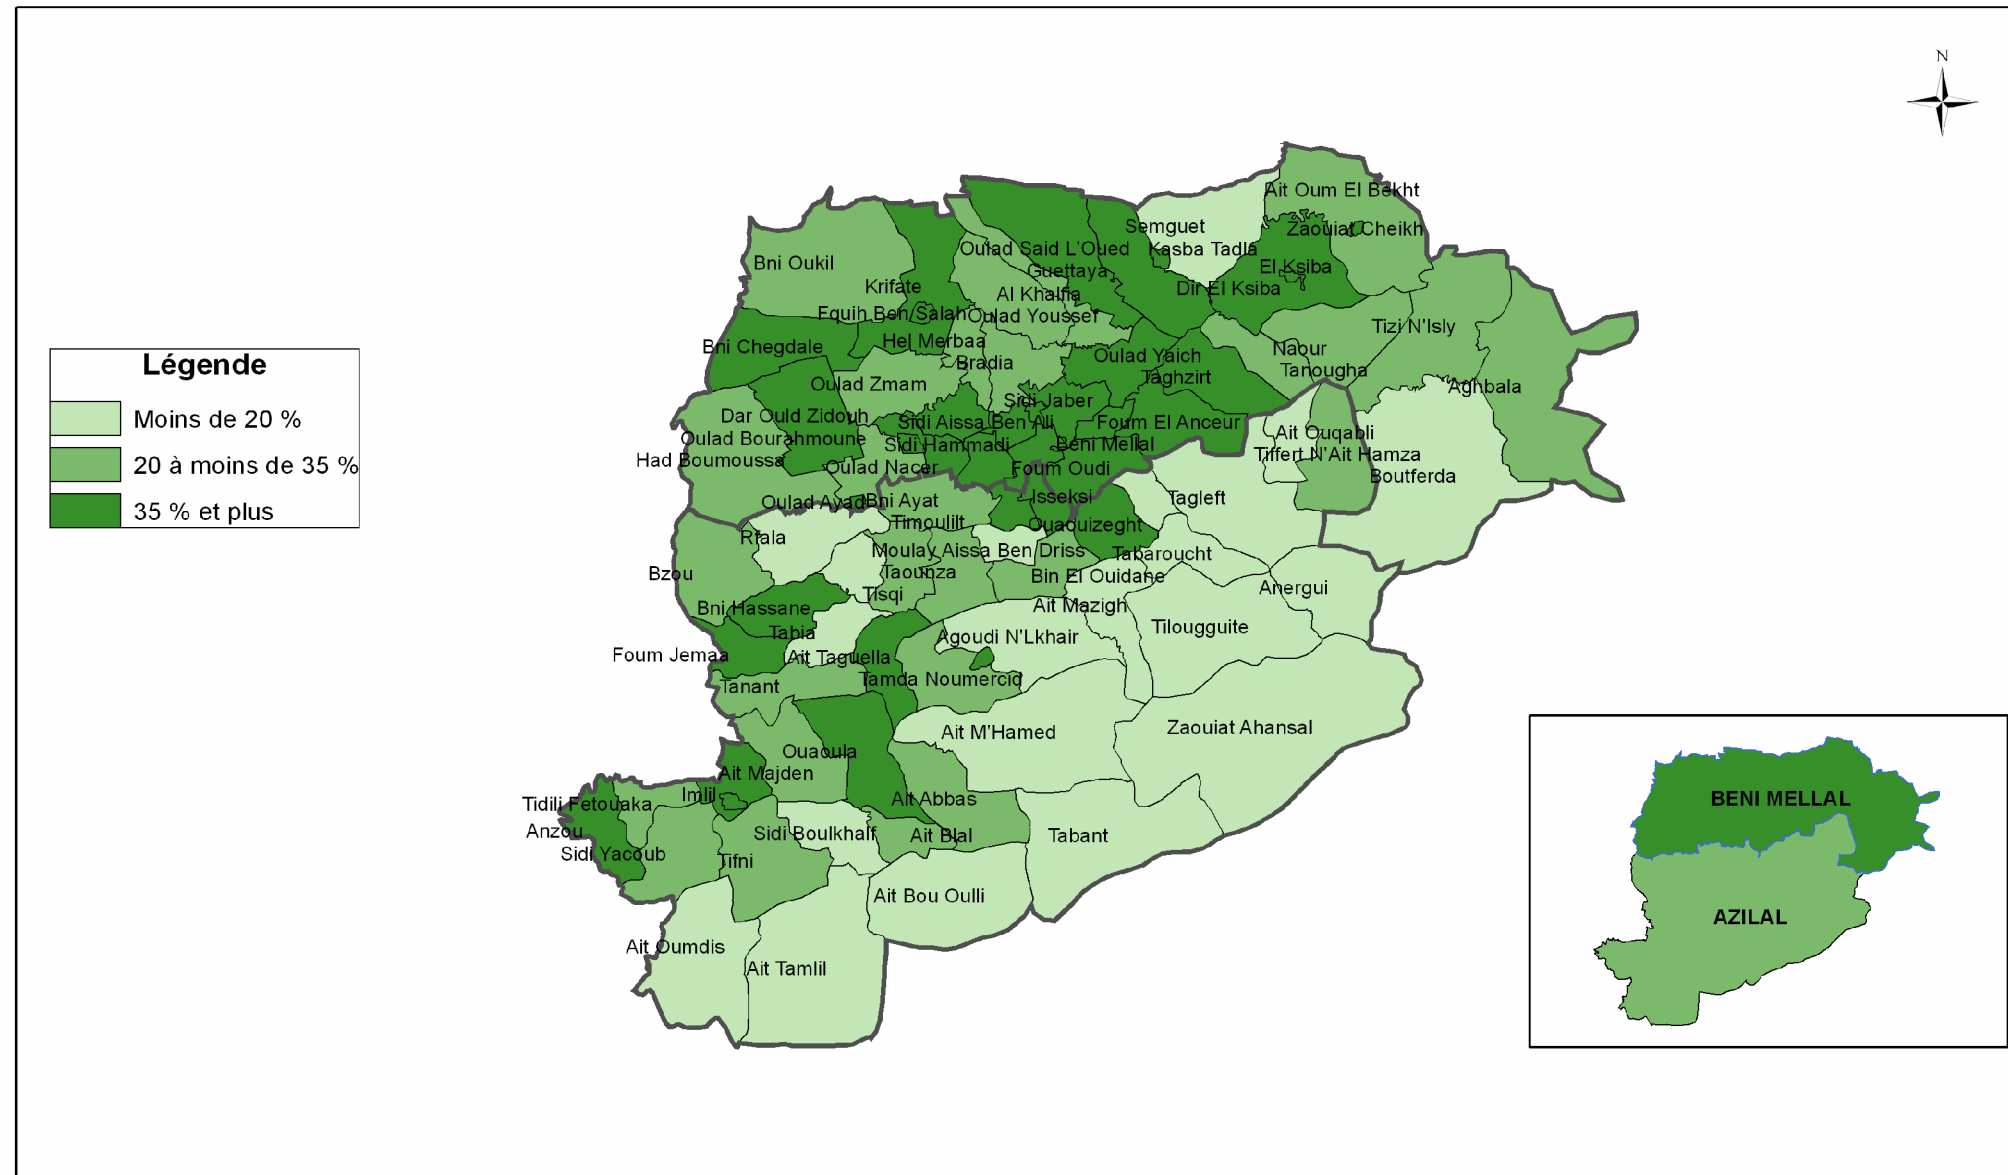 N
Ait Oum El Bekht
Semguet
Zaouiat Cheikh
Oulad Said L'Oued
Kasba Tadla
Bni Oukil
El Ksiba
Guettaya
Krifate
Dir El Ksiba
Al Khalfia
Fquih Ben Salah
Oulad Youssef
Tizi N'Isly
Hel Merbaa
Bni Chegdale
Naour
Oulad Yaich
Bradia
Tanougha
Taghzirt
Oulad Zmam
Aghbala
Sidi Jaber
Dar Ould Zidouh
Sidi Aissa Ben Ali
Foum El Anceur
Ait Ouqabli
Oulad Bourahmoune
Sidi Hammadi
Beni Mellal
Tiffert N'Ait Hamza
Had Boumoussa
Oulad Nacer
Foum Oudi
Boutferda
Oulad Ayad
Bni Ayat
Isseksi
Tagleft
Timoulilt
Ouaouizeght
Rfala
Moulay Aissa Ben Driss
Tabaroucht
Bzou
Taounza
Bin El Ouidane
Anergui
Tisqi
Bni Hassane
Ait Mazigh
Tabia
Agoudi N'Lkhair
Tilougguite
Foum Jemaa
Ait Taguella
Tanant
Tamda Noumercid
Ait M'Hamed
Zaouiat Ahansal
Ouaoula
Ait Majden
Imlil
Ait Abbas
Tidili Fetouaka
Anzou
Sidi Boulkhalf
Ait Blal
Tabant
Sidi Yacoub
Tifni
Ait Bou Oulli
Ait Oumdis
Ait Tamlil
Légende
Moins de 20 %
20 à moins de 35 %
35 % et plus
BENI MELLAL
AZILAL